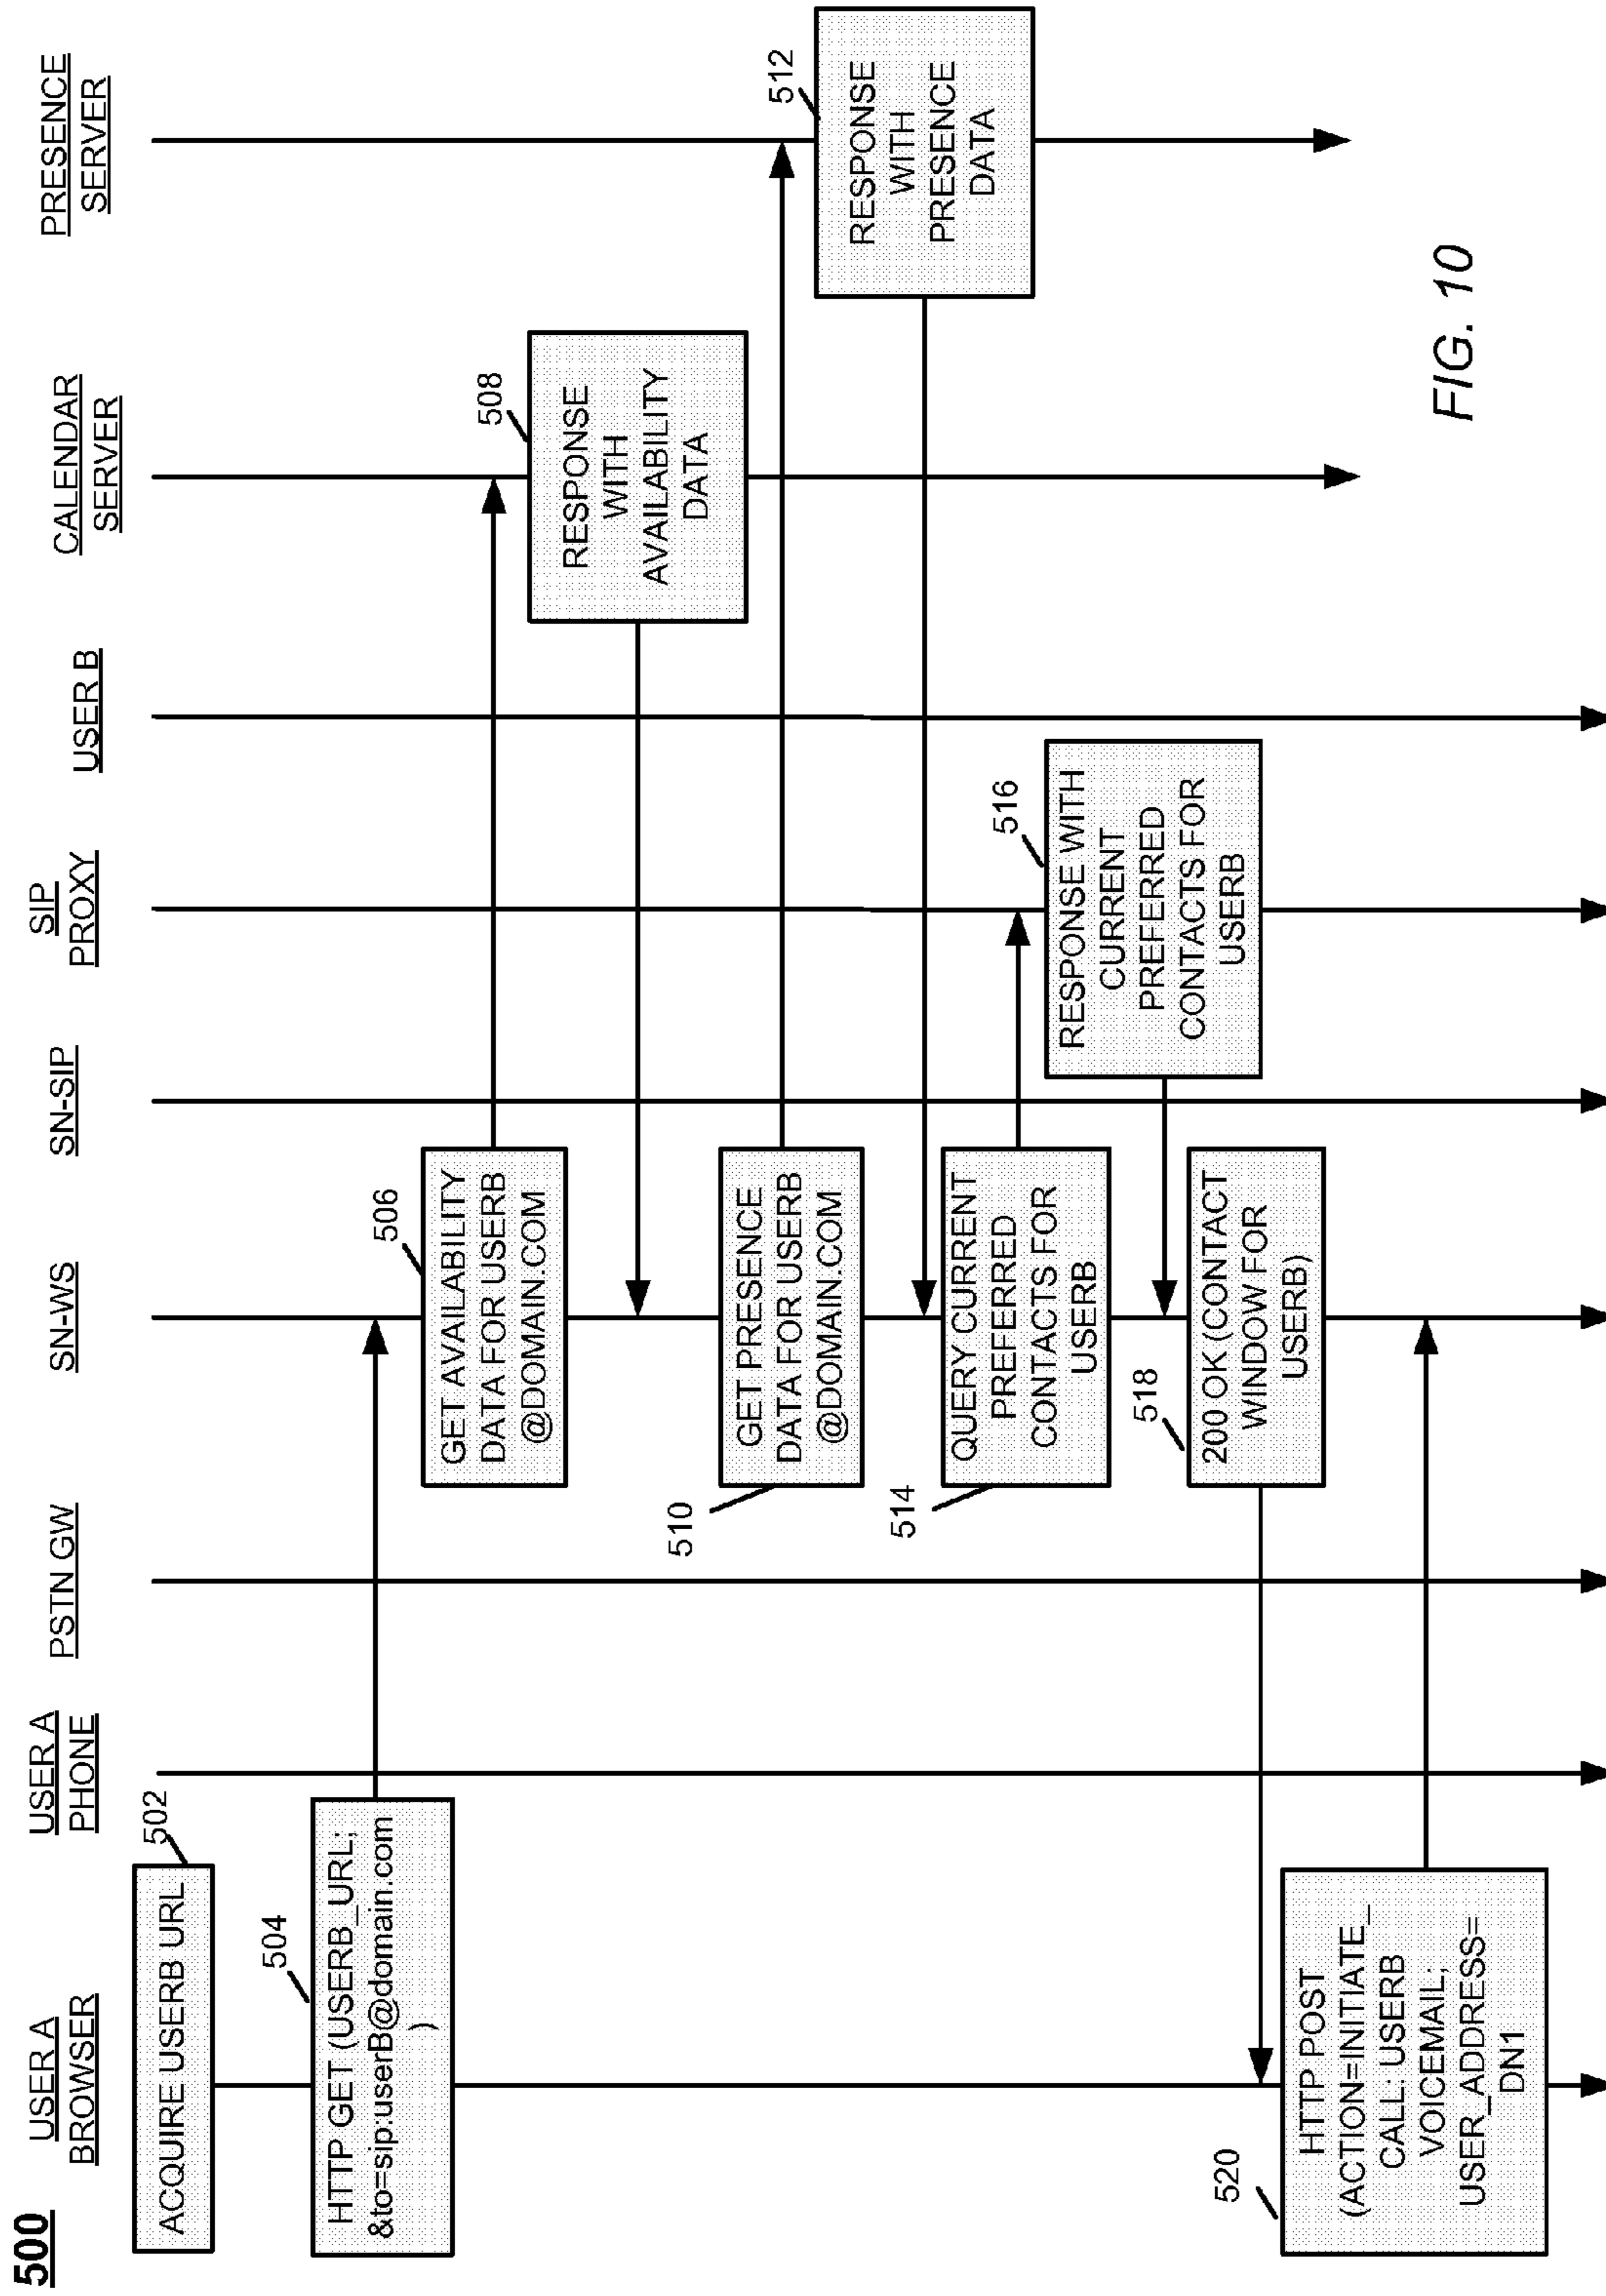 500
USER A
BROWSER
USER A
PHONE
PSTN GW
SN-WS
SN-SIP
SIP
PROXY
USER B
CALENDAR
SERVER
PRESENCE
SERVER
502
ACQUIRE USERB URL
504
HTTP GET (USERB_URL;
&to=sip:userB@domain.com
)
506
GET AVAILABILITY
DATA FOR USERB
@DOMAIN.COM
508
RESPONSE
WITH
AVAILABILITY
DATA
510
GET PRESENCE
DATA FOR USERB
@DOMAIN.COM
512
RESPONSE
WITH
PRESENCE
DATA
514
QUERY CURRENT
PREFERRED
CONTACTS FOR
USERB
516
RESPONSE WITH
CURRENT
PREFERRED
CONTACTS FOR
USERB
518
200 OK (CONTACT
WINDOW FOR
USERB)
520
HTTP POST
(ACTION=INITIATE_
CALL: USERB
VOICEMAIL;
USER_ADDRESS=
DN1
FIG. 10